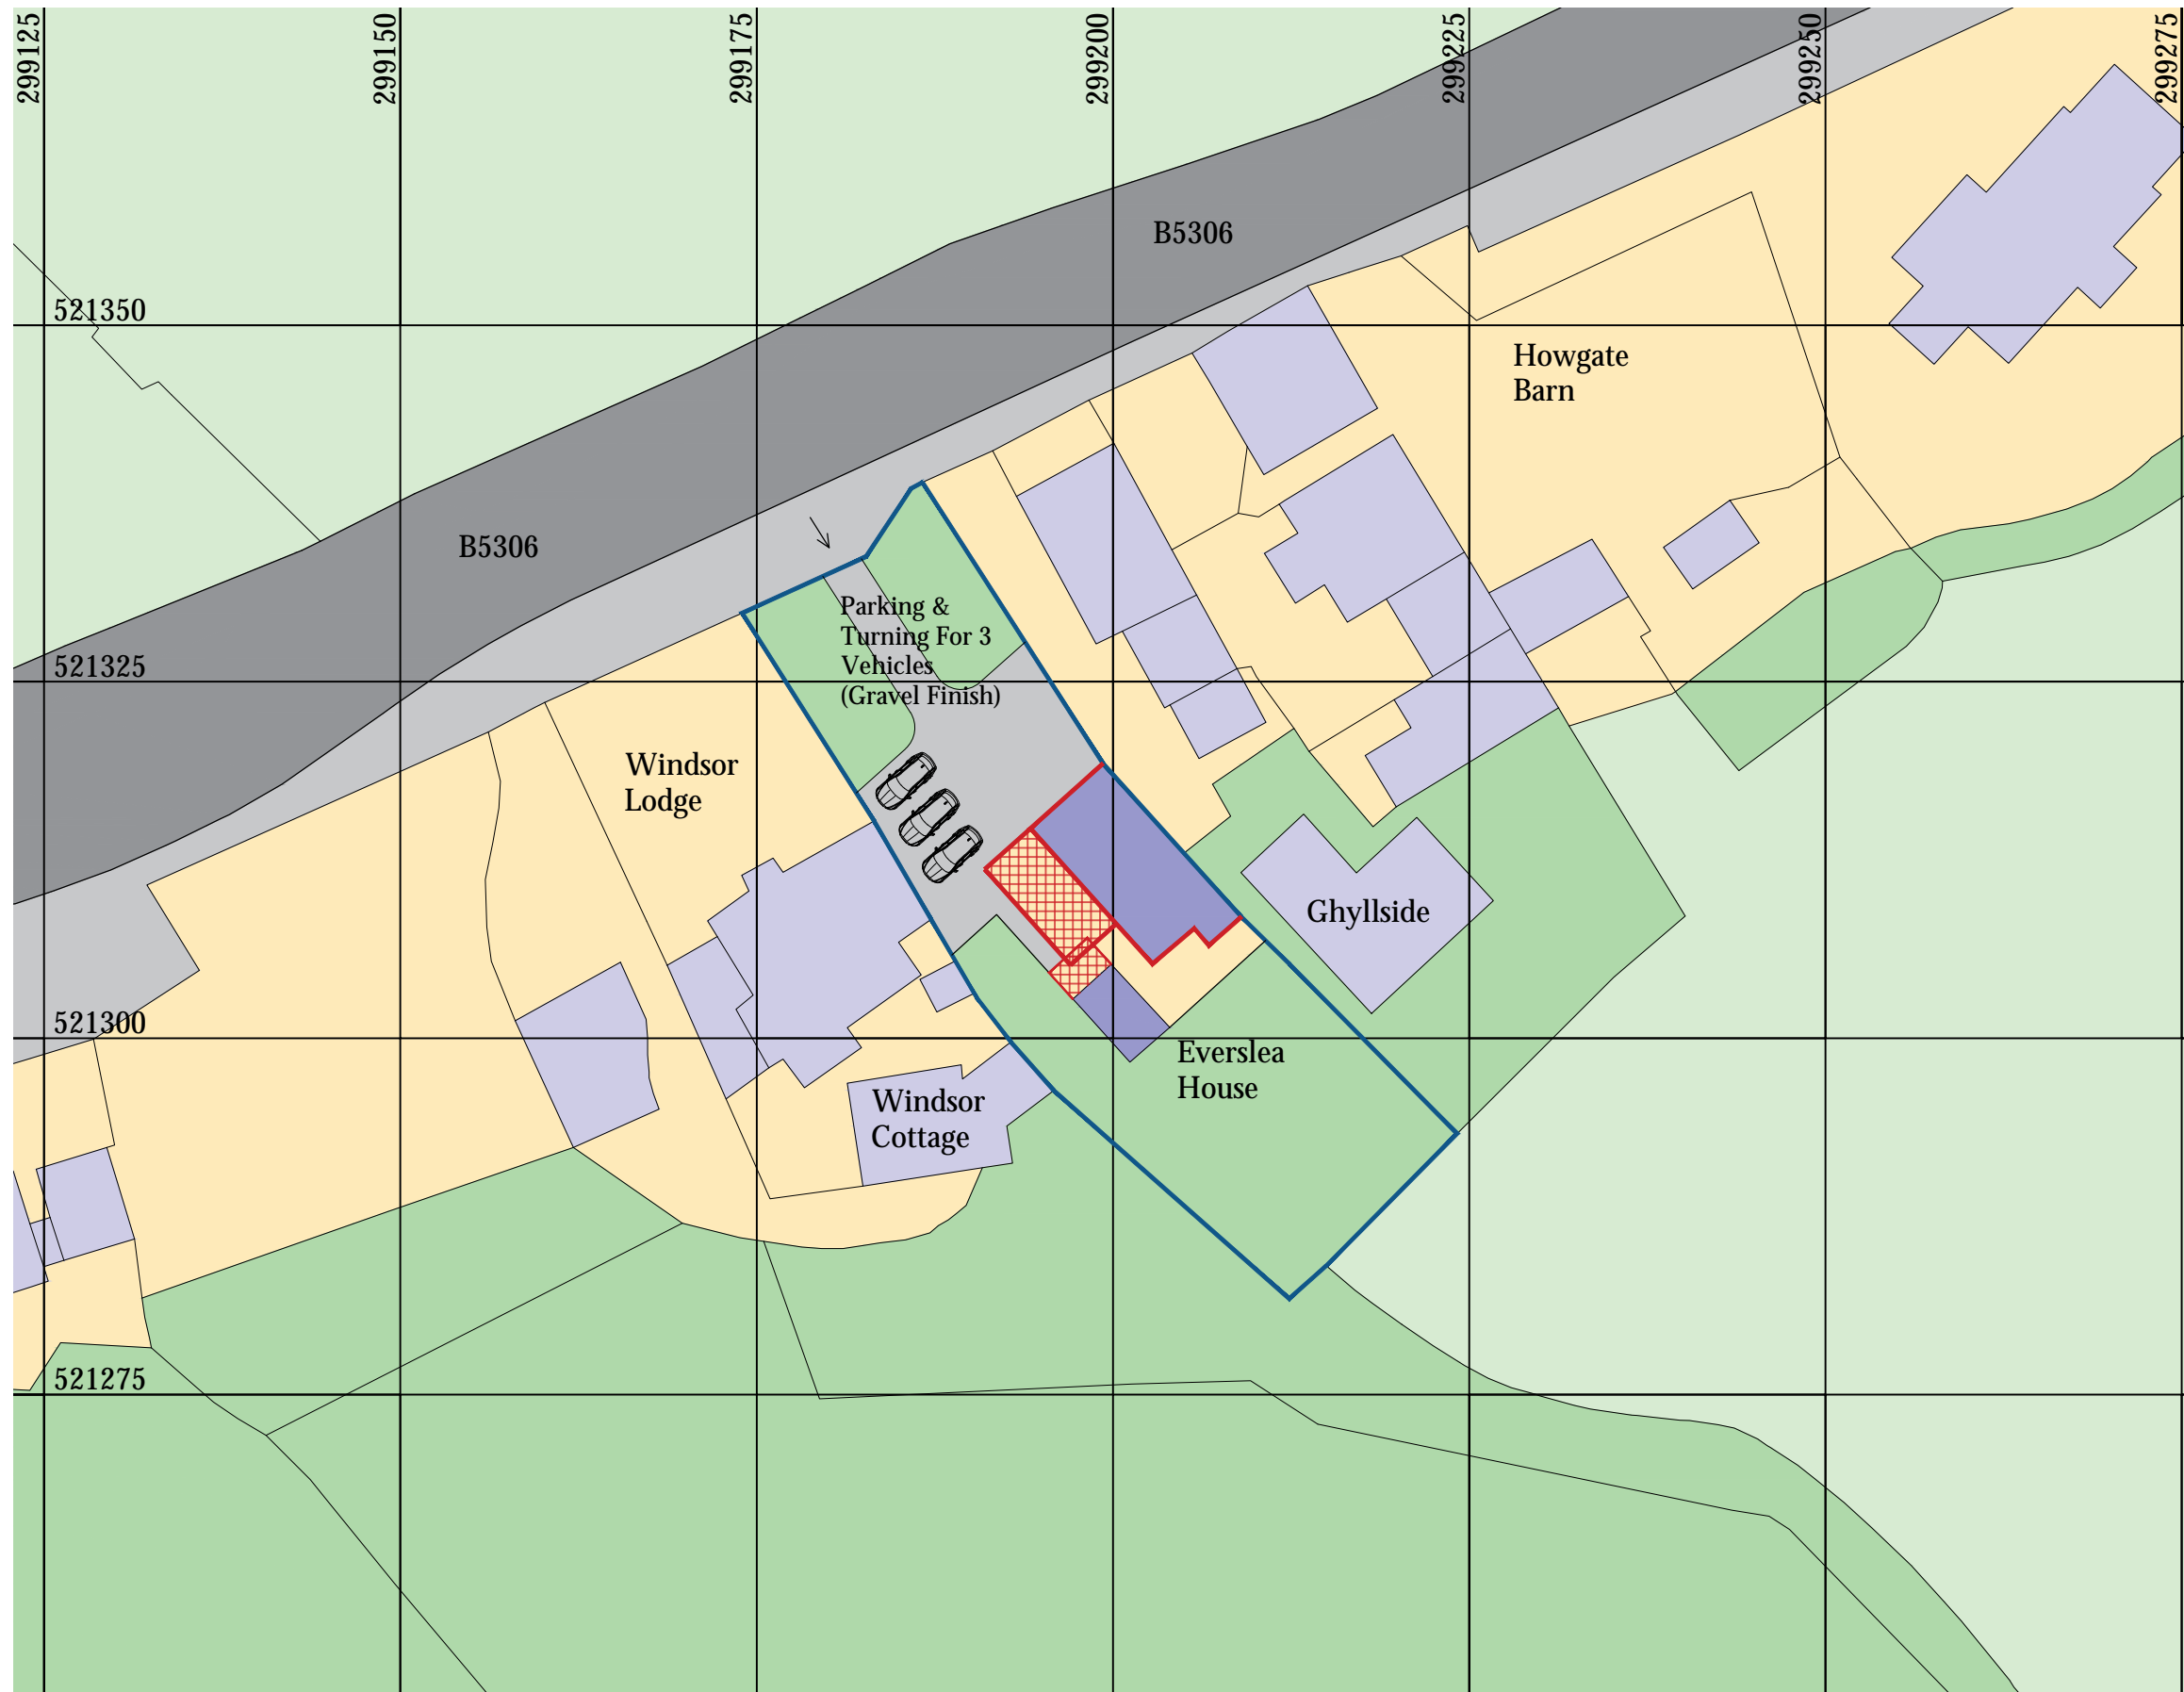 299125
299150
299175
299200
299225
299250
299275
B5306
521350
Howgate
Barn
B5306
Parking &
Turning For 3
Vehicles
(Gravel Finish)
521325
Windsor
Lodge
Ghyllside
521300
Everslea
House
Windsor
Cottage
521275